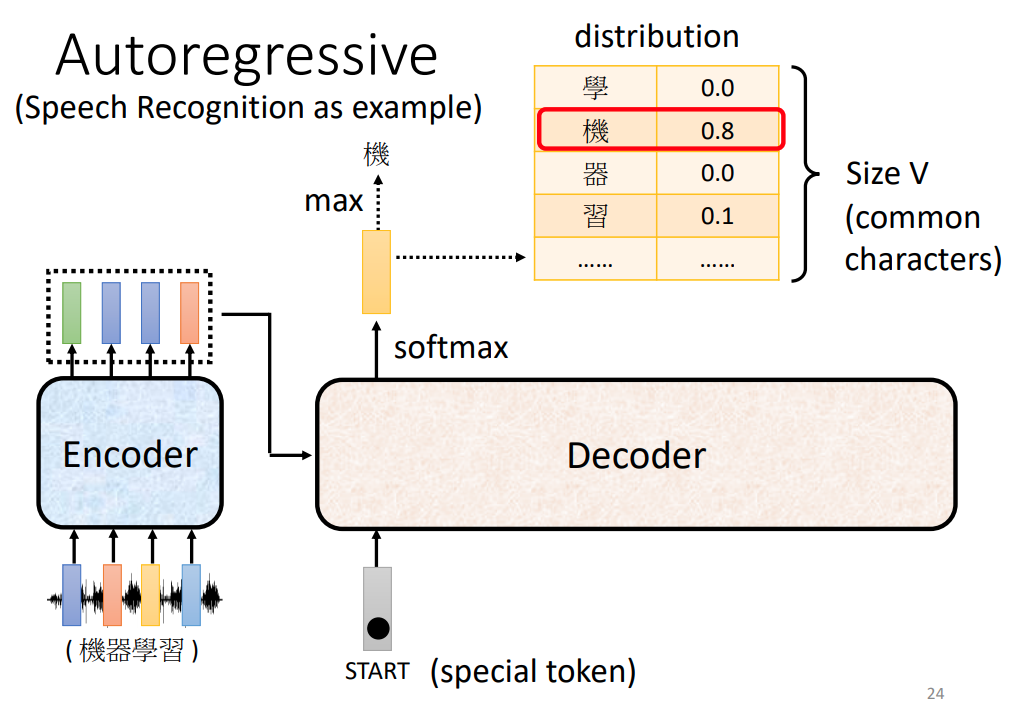 Autoregressive
(Speech Recognition as example)
distribution
學 0.0
機 0.8
器 0.0
習 0.1
…… ……
Size V
(common
characters)
機
max
softmax
Encoder
Decoder
( 機器學習 )
START (special token)
24